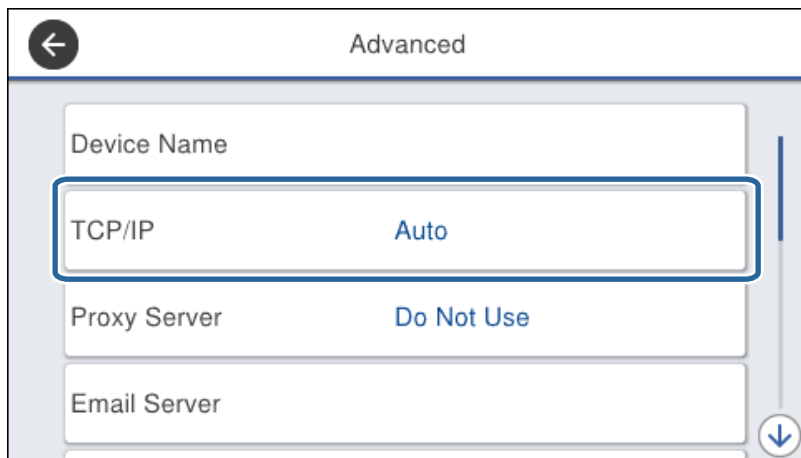 Advanced
Device Name
TCP/IP Auto
Proxy Server Do Not Use
Email Server